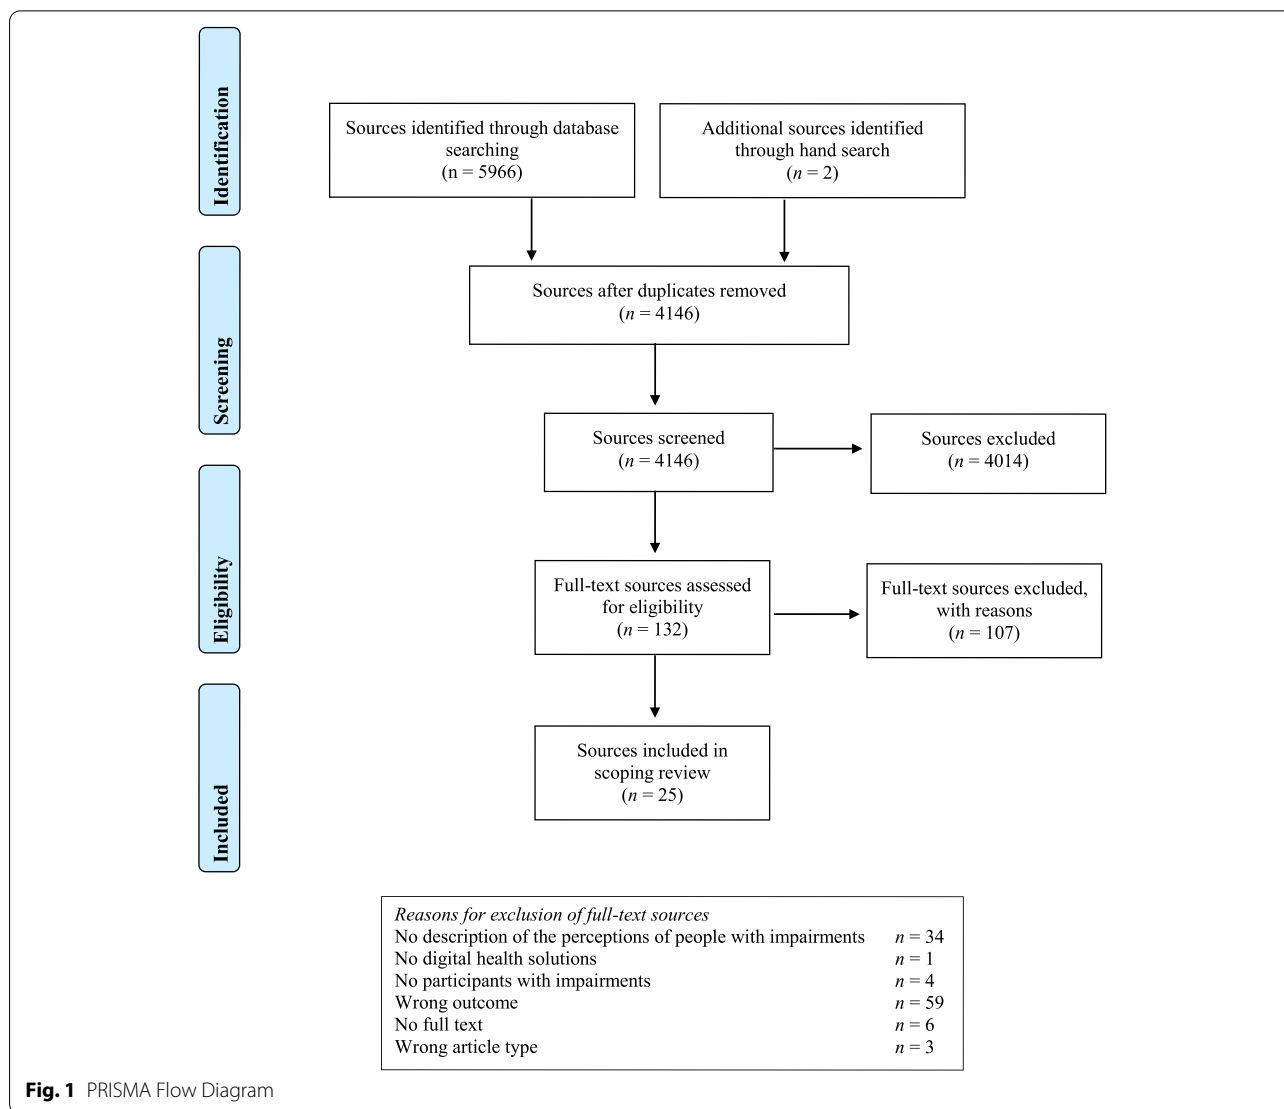 Identification
Sources identified through database
searching
(n = 5966)
Additional sources identified
through hand search
(n = 2)
Screening
Sources after duplicates removed
(n = 4146)
Sources screened
(n = 4146)
Sources excluded
(n = 4014)
Eligibility
Full-text sources assessed
for eligibility
(n = 132)
Full-text sources excluded,
with reasons
(n = 107)
Included
Sources included in
scoping review
(n = 25)
Reasons for exclusion of full-text sources
No description of the perceptions of people with impairments n = 34
No digital health solutions n = 1
No participants with impairments n = 4
Wrong outcome n = 59
No full text n = 6
Wrong article type n = 3
Fig. 1 PRISMA Flow Diagram